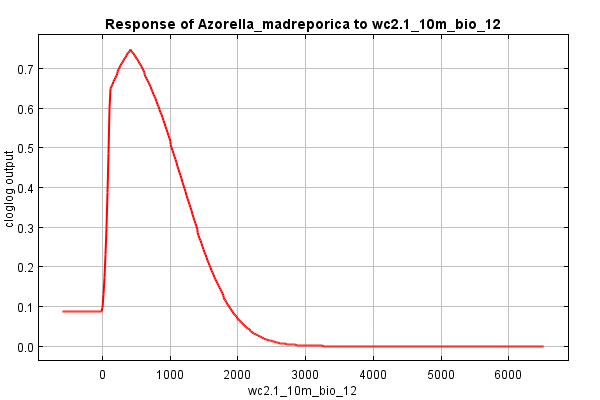 Response of Azorella_madreporica to wc2.1_10m_bio_12
cloglog output
0.7
0.6
0.5
0.4
0.3
0.2
0.1
0.0
0 1000 2000 3000 4000 5000 6000
wc2.1_10m_bio_12